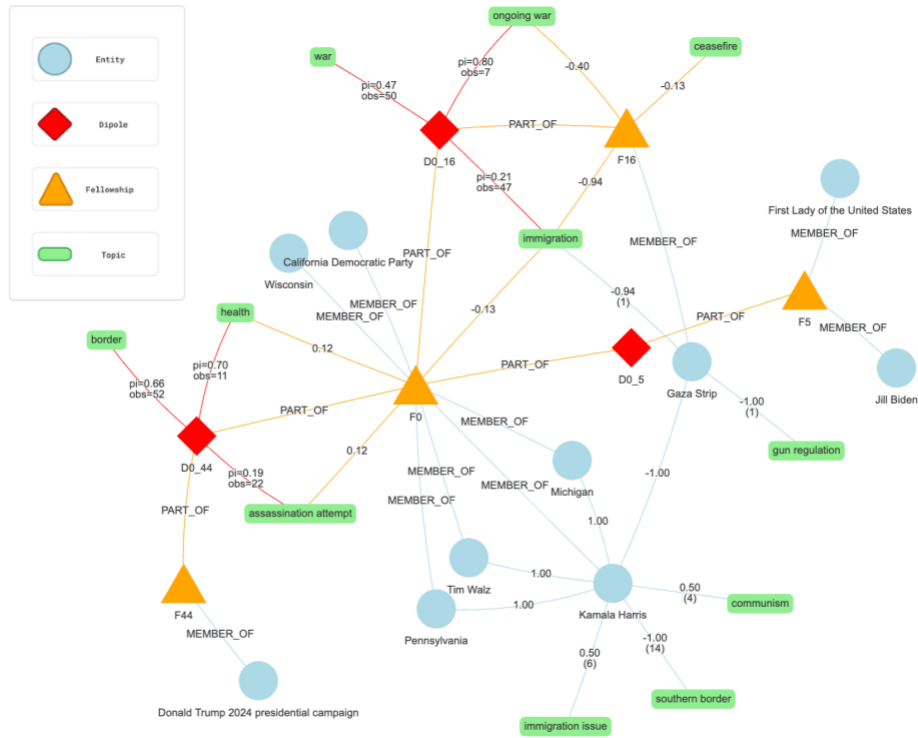 ongoing war
war
ceasefire
Entity
pi=0.80
obs=7
-0.40
pi=0.47
obs=50
-0.13
Dipole
PART_OF
D0_16
F16
pi=0.21
obs=47
-0.94
Fellowship
First Lady of the United States
MEMBER_OF
immigration
MEMBER_OF
PART_OF
Topic
California Democratic Party
Wisconsin
-0.94
(1)
MEMBER_OF
MEMBER_OF
health
-0.13
PART_OF
F5
MEMBER_OF
border
0.12
PART_OF
D0_5
Gaza Strip
Jill Biden
pi=0.70
obs=11
pi=0.66
obs=52
PART_OF
F0
-1.00
(1)
MEMBER_OF
gun regulation
0.12
D0_44
pi=0.19
obs=22
MEMBER_OF
-1.00
MEMBER_OF
Michigan
MEMBER_OF
PART_OF
assassination attempt
1.00
1.00
Tim Walz
0.50
(4)
communism
1.00
F44
Kamala Harris
MEMBER_OF
Pennsylvania
-1.00
(14)
0.50
(6)
southern border
Donald Trump 2024 presidential campaign
immigration issue